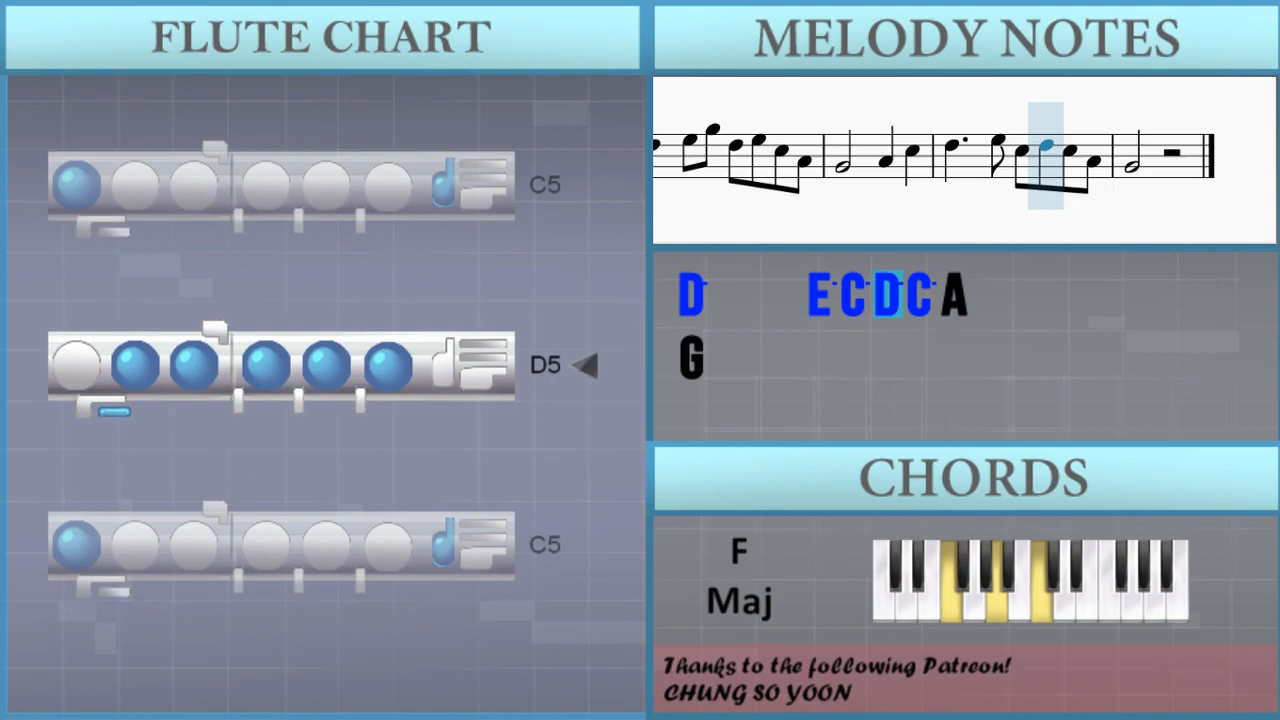 FLUTE CHART
C5
D5
C5
MELODY NOTES
D E C D C A
G
CHORDS
F
Maj
Thanks to the following Patreon!
CHUNG SO YOON